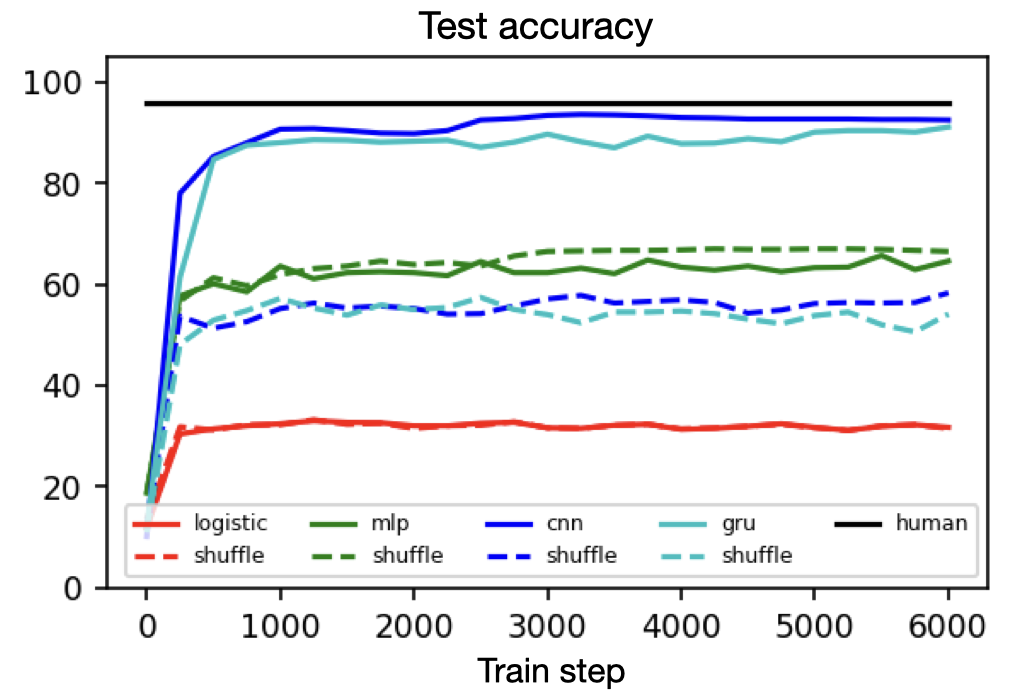 Test accuracy
100
80
60
40
20
0
logistic mlp cnn gru human
shuffle shuffle shuffle shuffle
0 1000 2000 3000 4000 5000 6000
Train step